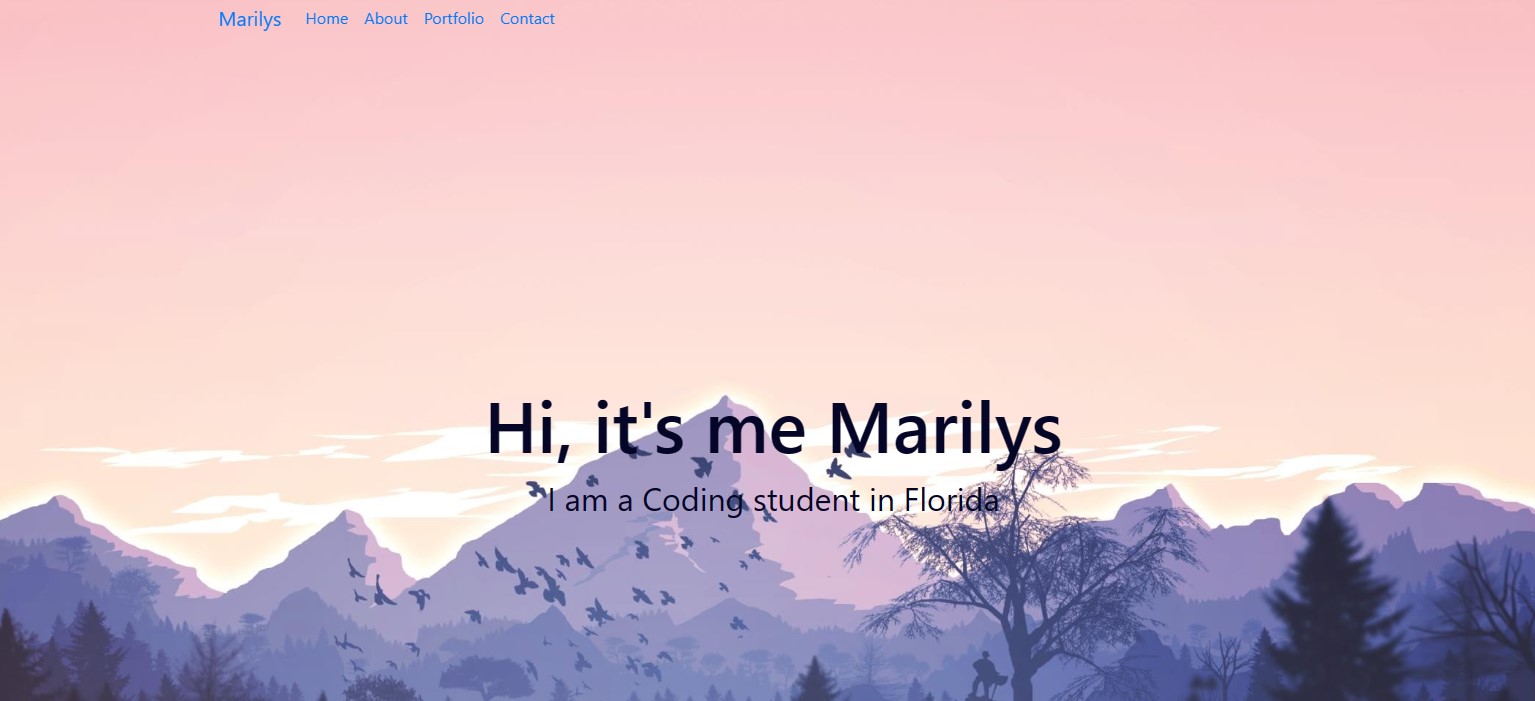 Marilys Home About Portfolio Contact
Hi, it's me Marilys
I am a Coding student in Florida